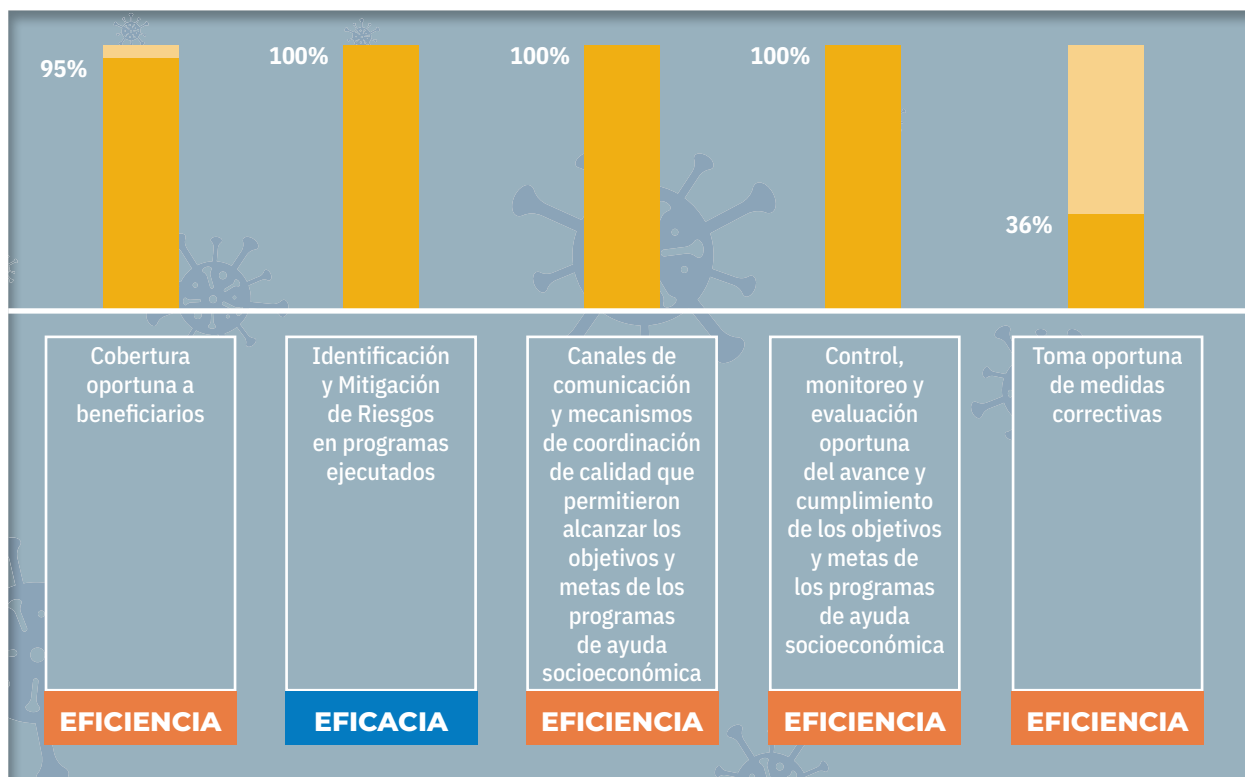 95%
100%
100%
100%
36%
Cobertura
oportuna a
beneficiarios
EFICIENCIA
Identificación
y Mitigación
de Riesgos
en programas
ejecutados
EFICACIA
Canales de
comunicación
y mecanismos
de coordinación
de calidad que
permitieron
alcanzar los
objetivos y
metas de los
programas
de ayuda
socioeconómica
EFICIENCIA
Control,
monitoreo y
evaluación
oportuna
del avance y
cumplimiento
de los objetivos
y metas de
los programas
de ayuda
socioeconómica
EFICIENCIA
Toma oportuna
de medidas
correctivas
EFICIENCIA